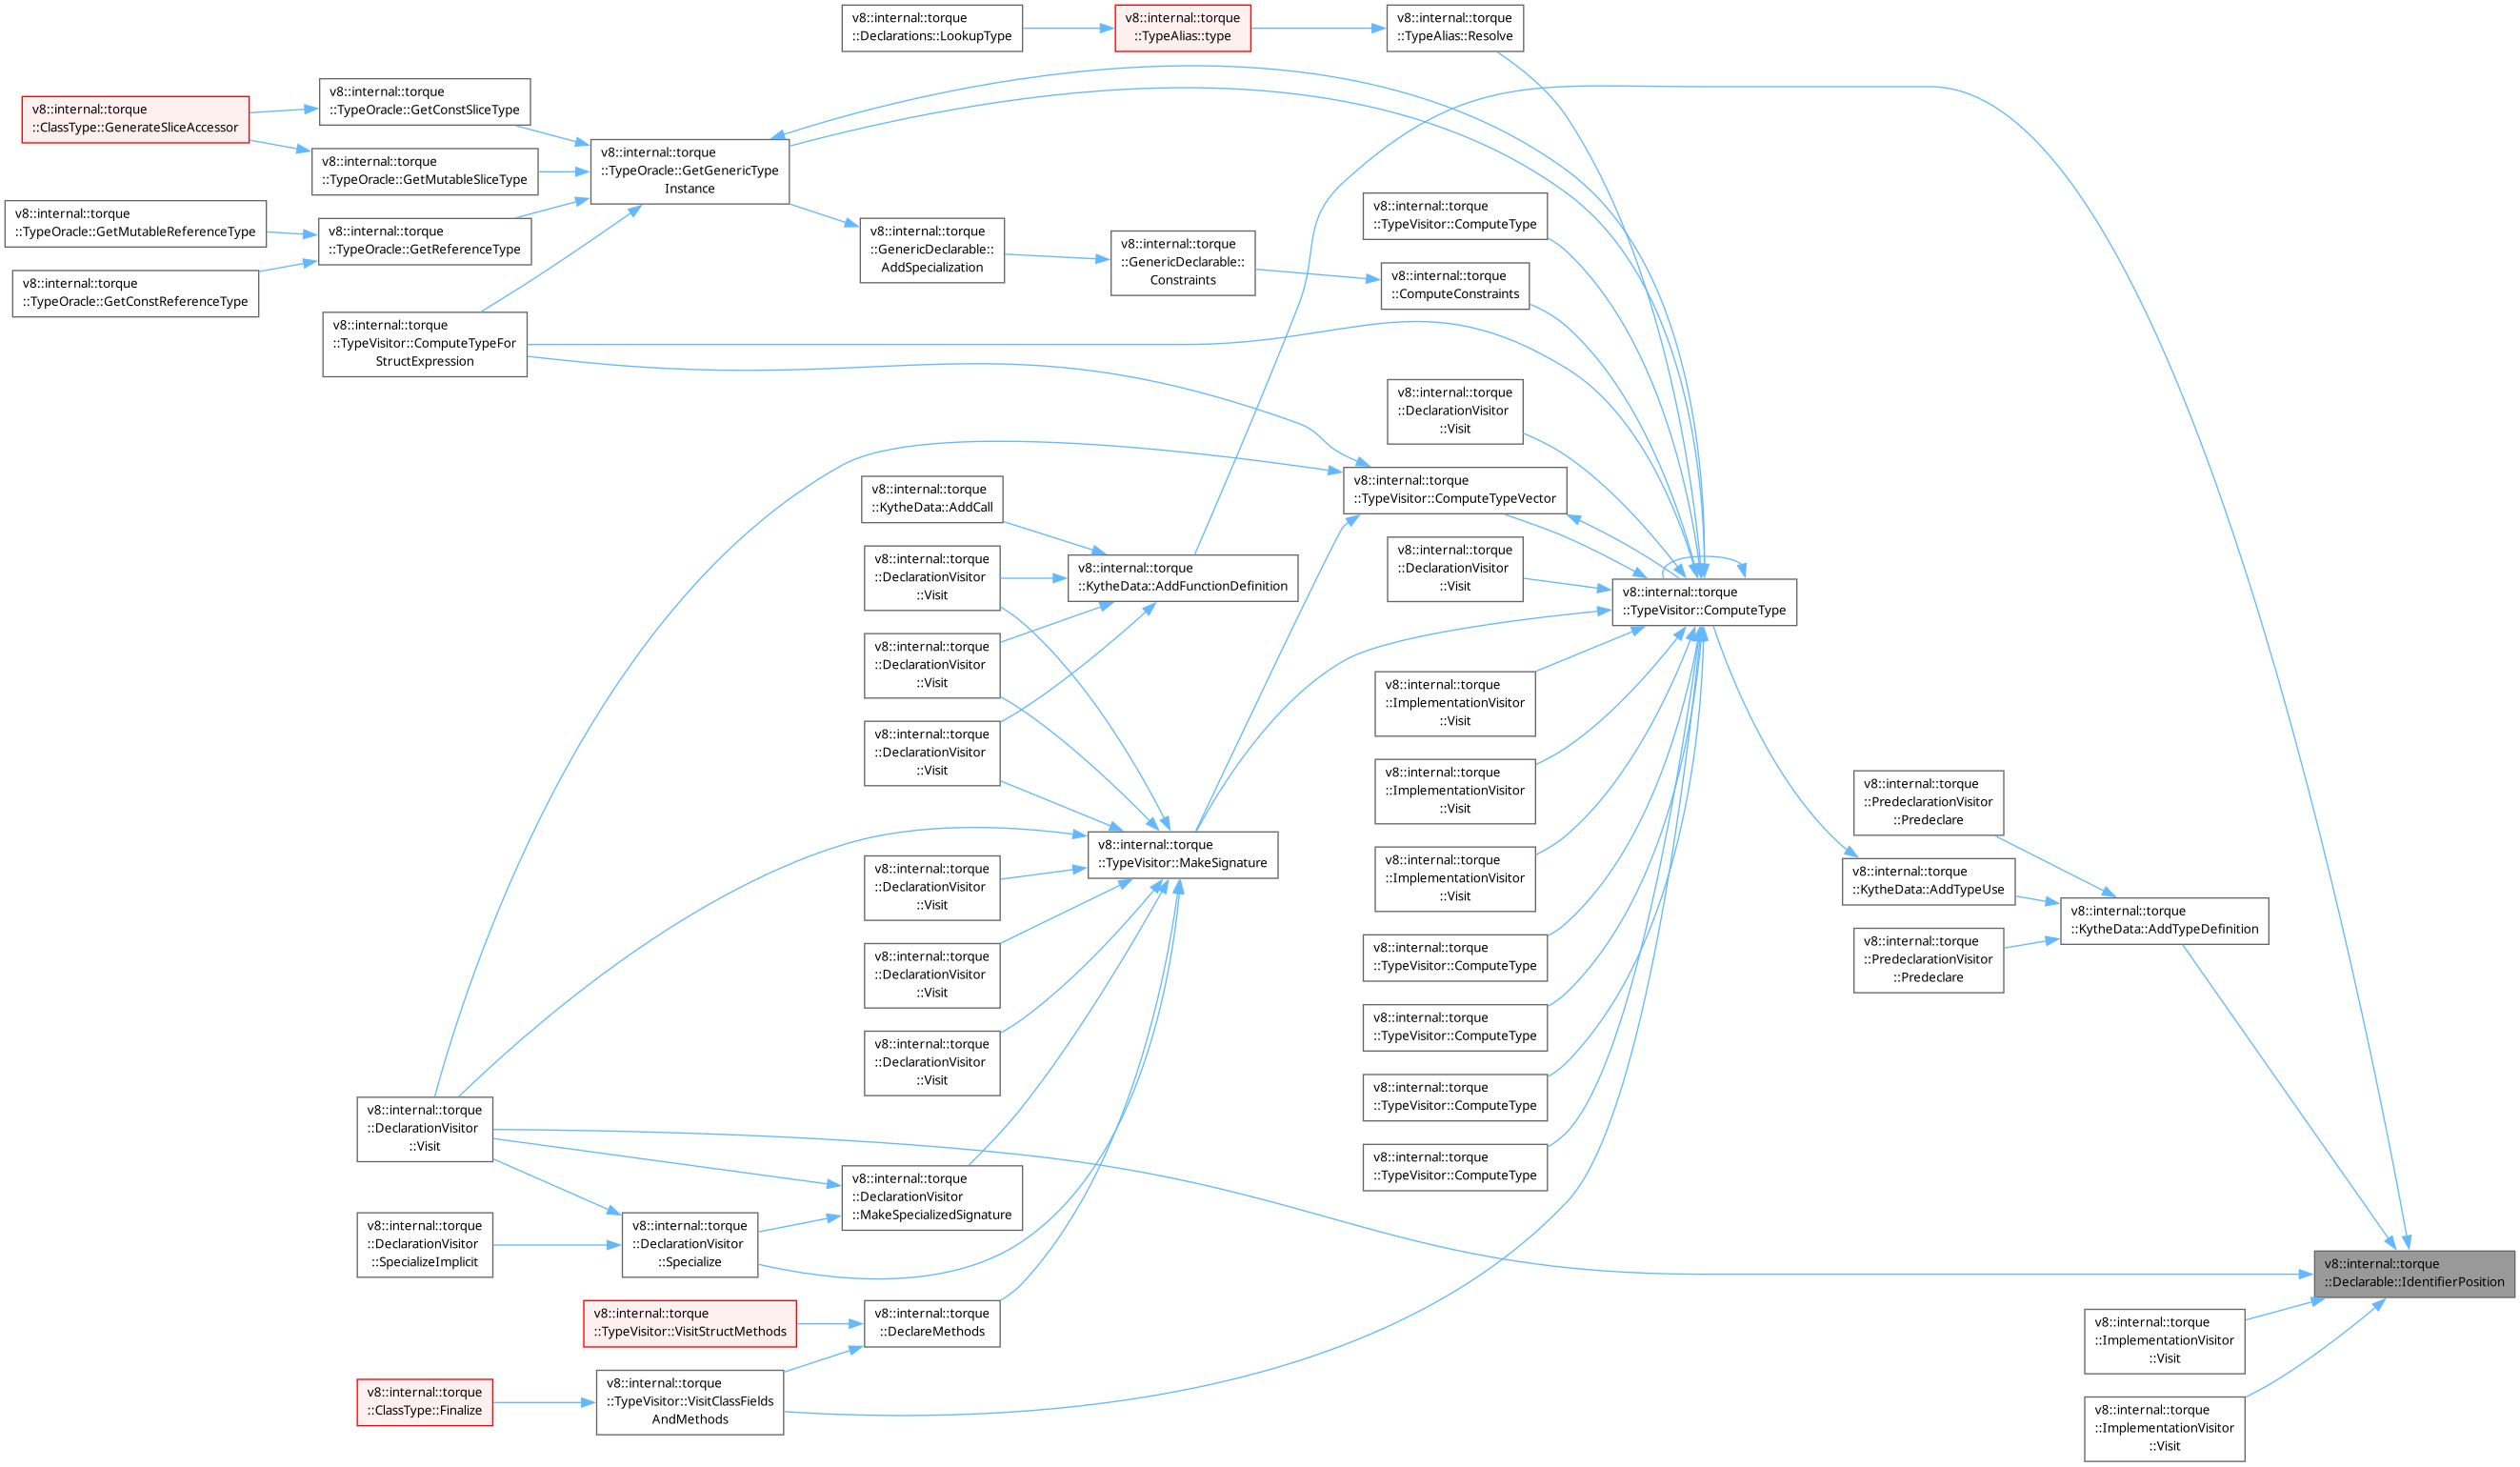 v8::internal::torque
::Declarations::LookupType
v8::internal::torque
::TypeAlias::type
v8::internal::torque
::TypeAlias::Resolve
v8::internal::torque
::ClassType::GenerateSliceAccessor
v8::internal::torque
::TypeOracle::GetConstSliceType
v8::internal::torque
::TypeOracle::GetMutableSliceType
v8::internal::torque
::TypeOracle::GetGenericType
Instance
v8::internal::torque
::TypeOracle::GetMutableReferenceType
v8::internal::torque
::TypeOracle::GetReferenceType
v8::internal::torque
::TypeOracle::GetConstReferenceType
v8::internal::torque
::GenericDeclarable::
AddSpecialization
v8::internal::torque
::GenericDeclarable::
Constraints
v8::internal::torque
::TypeVisitor::ComputeType
v8::internal::torque
::ComputeConstraints
v8::internal::torque
::TypeVisitor::ComputeTypeFor
StructExpression
v8::internal::torque
::DeclarationVisitor
::Visit
v8::internal::torque
::TypeVisitor::ComputeTypeVector
v8::internal::torque
::KytheData::AddCall
v8::internal::torque
::DeclarationVisitor
::Visit
v8::internal::torque
::KytheData::AddFunctionDefinition
v8::internal::torque
::DeclarationVisitor
::Visit
v8::internal::torque
::TypeVisitor::ComputeType
v8::internal::torque
::DeclarationVisitor
::Visit
v8::internal::torque
::ImplementationVisitor
::Visit
v8::internal::torque
::DeclarationVisitor
::Visit
v8::internal::torque
::ImplementationVisitor
::Visit
v8::internal::torque
::PredeclarationVisitor
::Predeclare
v8::internal::torque
::TypeVisitor::MakeSignature
v8::internal::torque
::DeclarationVisitor
::Visit
v8::internal::torque
::ImplementationVisitor
::Visit
v8::internal::torque
::KytheData::AddTypeUse
v8::internal::torque
::KytheData::AddTypeDefinition
v8::internal::torque
::DeclarationVisitor
::Visit
v8::internal::torque
::TypeVisitor::ComputeType
v8::internal::torque
::PredeclarationVisitor
::Predeclare
v8::internal::torque
::DeclarationVisitor
::Visit
v8::internal::torque
::TypeVisitor::ComputeType
v8::internal::torque
::TypeVisitor::ComputeType
v8::internal::torque
::DeclarationVisitor
::Visit
v8::internal::torque
::TypeVisitor::ComputeType
v8::internal::torque
::DeclarationVisitor
::MakeSpecializedSignature
v8::internal::torque
::DeclarationVisitor
::SpecializeImplicit
v8::internal::torque
::DeclarationVisitor
::Specialize
v8::internal::torque
::Declarable::IdentifierPosition
v8::internal::torque
::TypeVisitor::VisitStructMethods
v8::internal::torque
::DeclareMethods
v8::internal::torque
::ImplementationVisitor
::Visit
v8::internal::torque
::ClassType::Finalize
v8::internal::torque
::TypeVisitor::VisitClassFields
AndMethods
v8::internal::torque
::ImplementationVisitor
::Visit